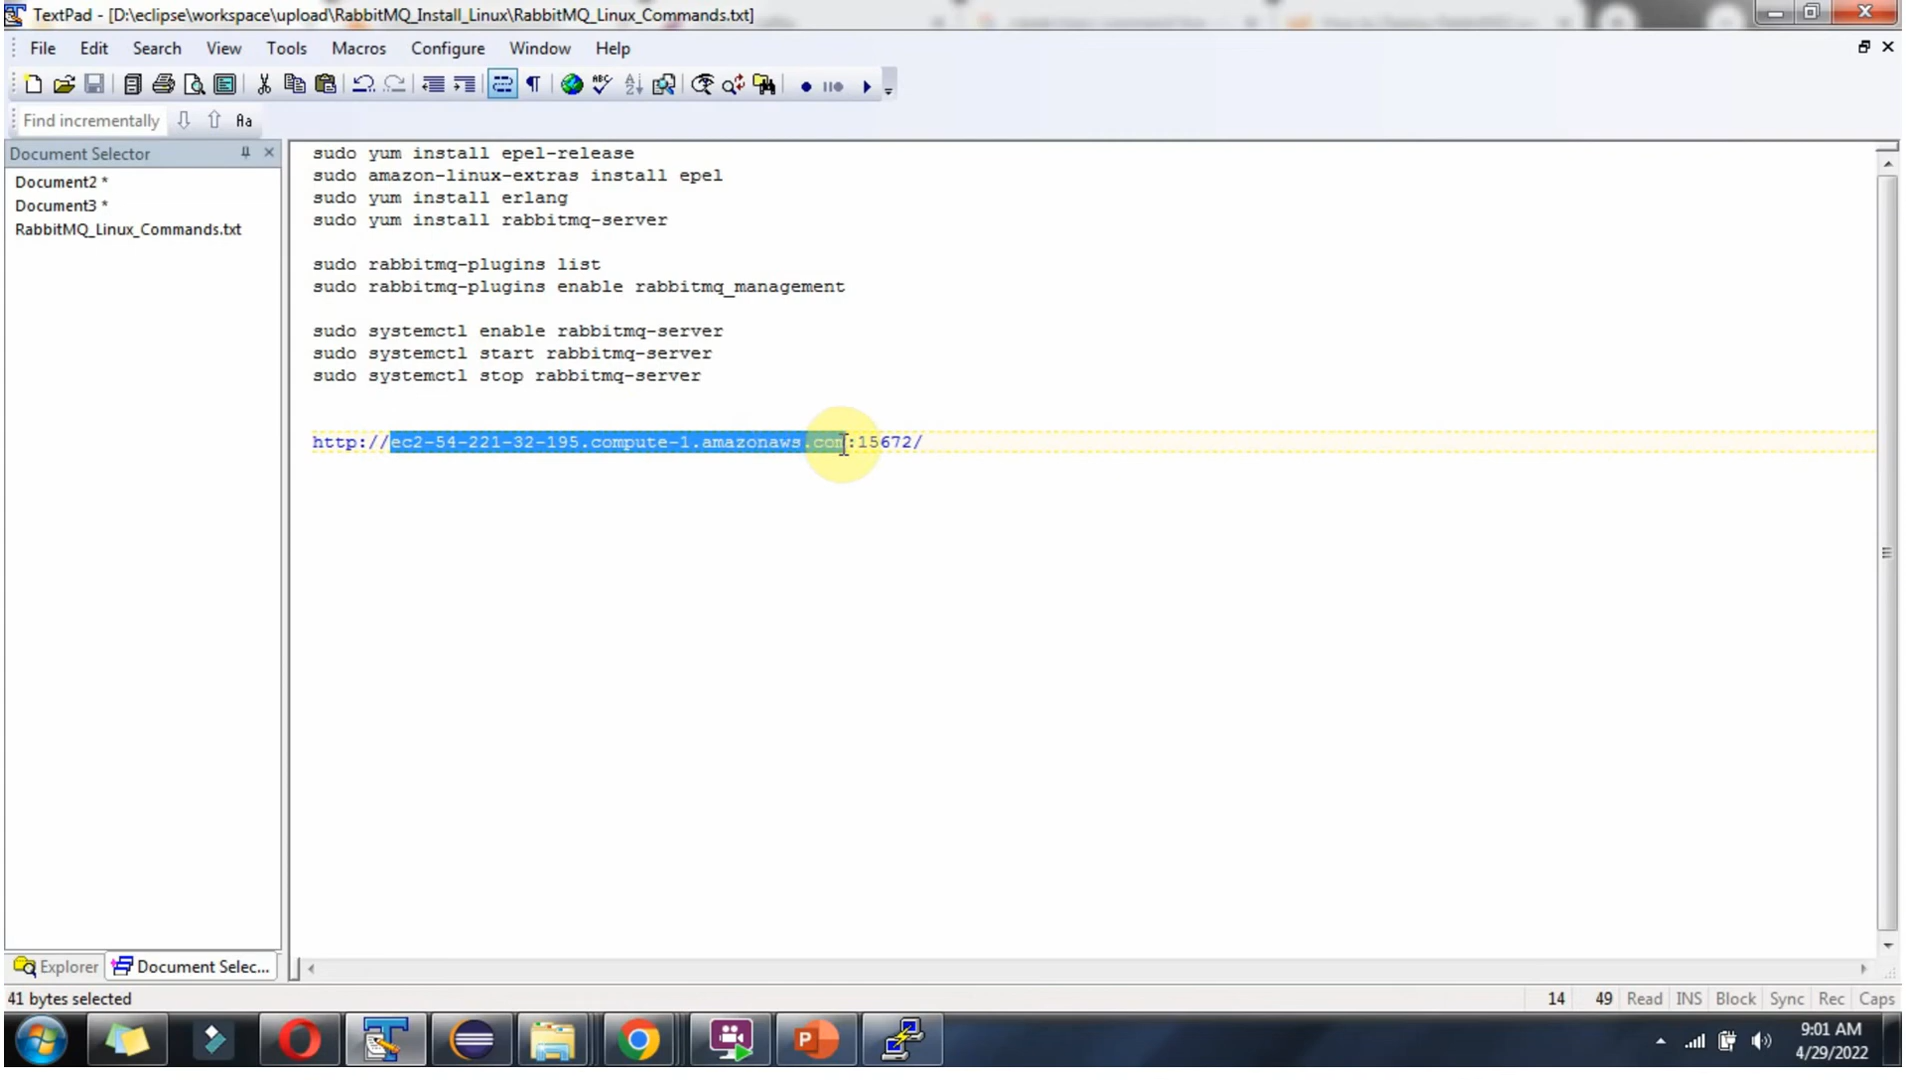 TextPad - [D:\eclipse\workspace\upload\RabbitMQ_Install_Linux\RabbitMQ_Linux_Commands.txt]
File Edit Search View Tools Macros Configure Window Help
Find incrementally Aa
Document Selector
Document2 *
Document3 *
RabbitMQ_Linux_Commands.txt
sudo yum install epel-release
sudo amazon-linux-extras install epel
sudo yum install erlang
sudo yum install rabbitmq-server
sudo rabbitmq-plugins list
sudo rabbitmq-plugins enable rabbitmq_management
sudo systemctl enable rabbitmq-server
sudo systemctl start rabbitmq-server
sudo systemctl stop rabbitmq-server
http://ec2-54-221-32-195.compute-1.amazonaws.com:15672/
Explorer Document Selec...
41 bytes selected 14 49 Read INS Block Sync Rec Caps
9:01 AM
4/29/2022